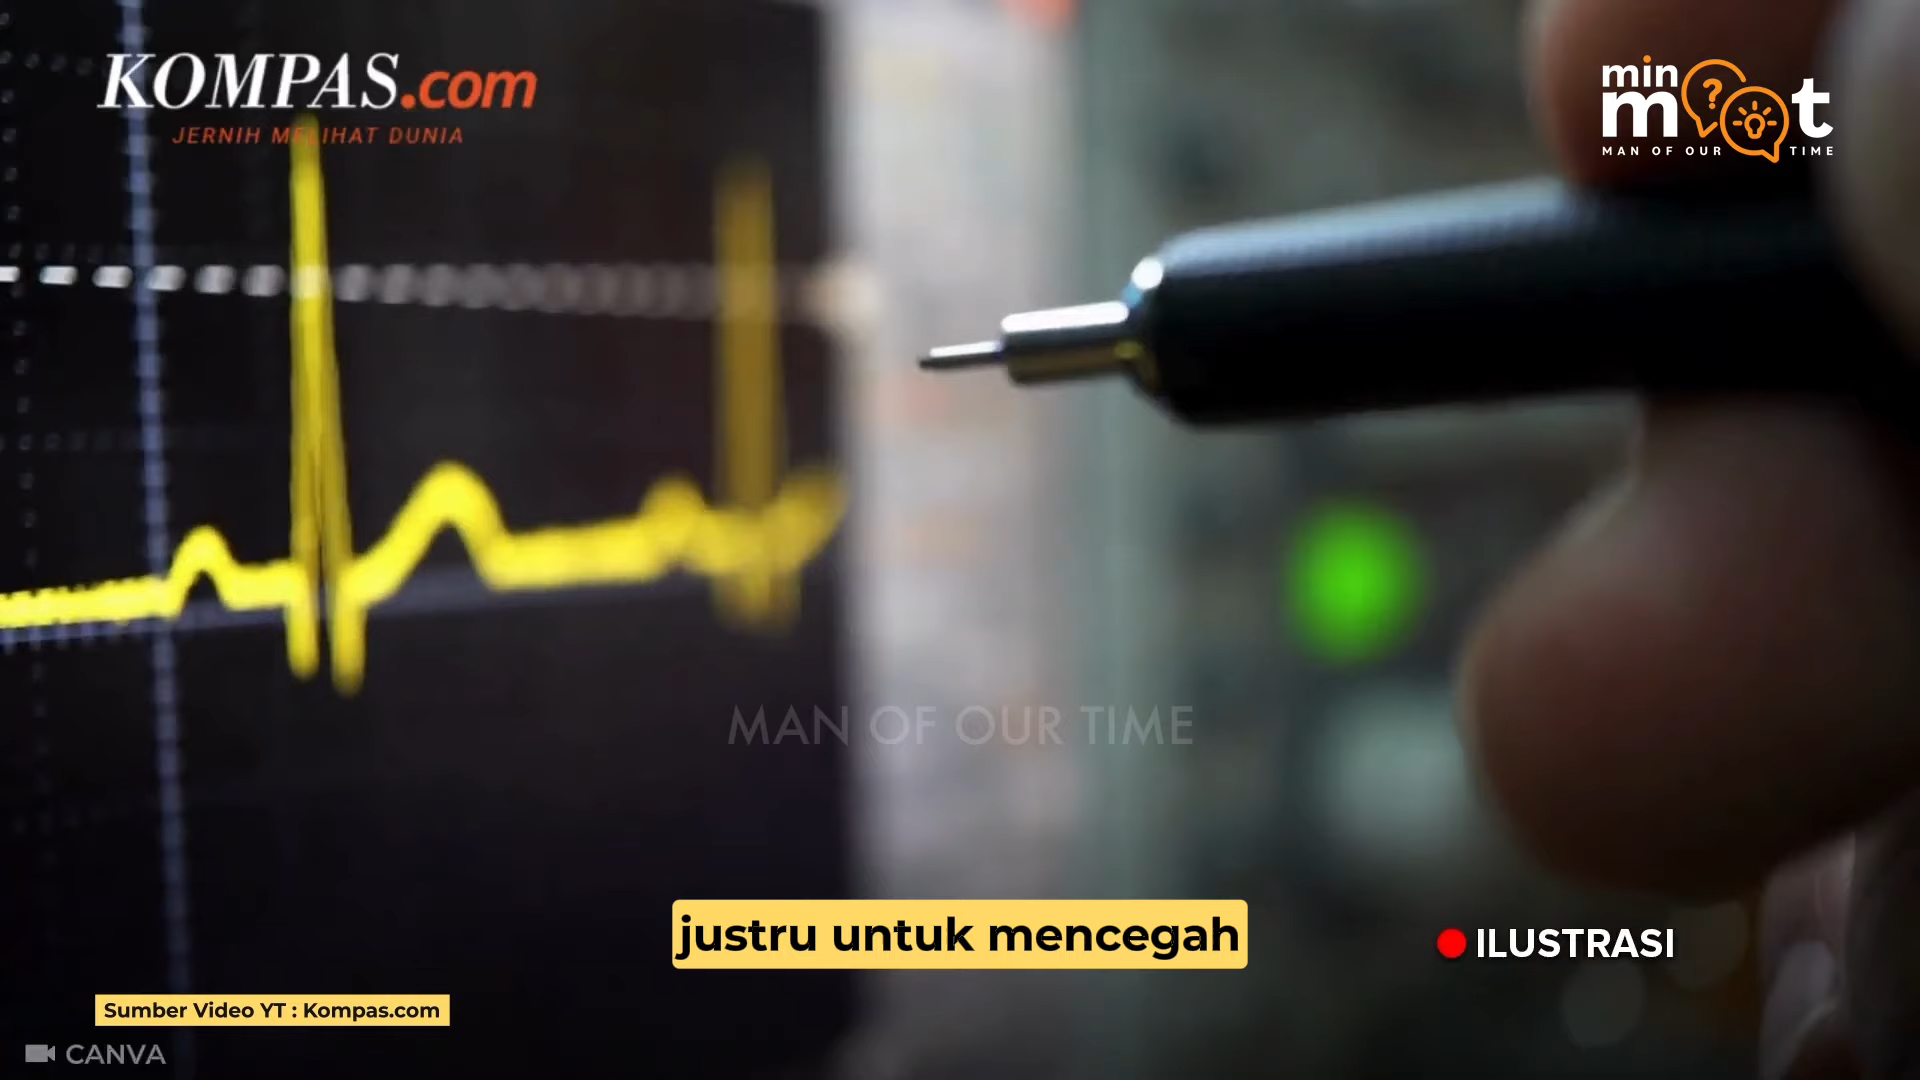 KOMPAS.com
JERNIH MELIHAT DUNIA
min
m??t
MAN OF OUR TIME
MAN OF OUR TIME
justru untuk mencegah
ILUSTRASI
Sumber Video YT : Kompas.com
CANVA